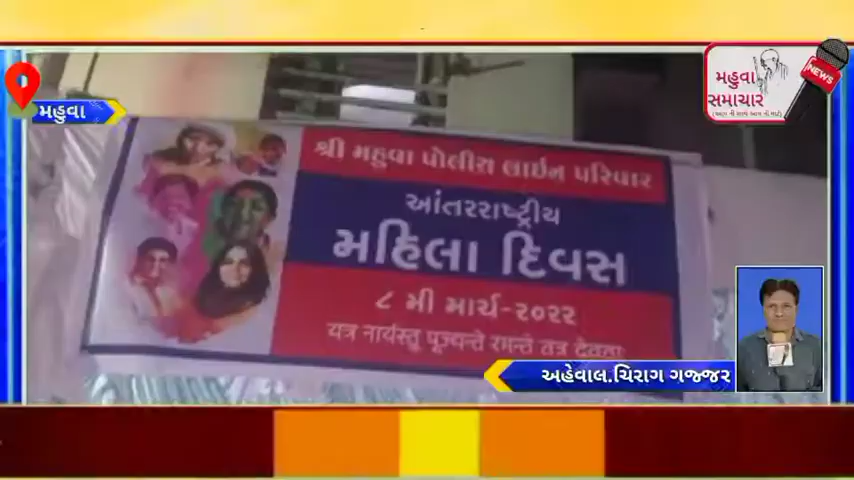 મહુવા
મહુવા
સમાચાર
NEWS
શ્રી મહુવા પોલીસ લાઇન પરિવાર
આંતરરાષ્ટ્રીય
મહિલા દિવસ
૮ મી માર્ચ-૨૦૨૨
યત્ર નાર્યસ્તુ પૂજ્યન્તે રમન્તે તત્ર દેવતા
અહેવાલ.ચિરાગ ગજ્જર